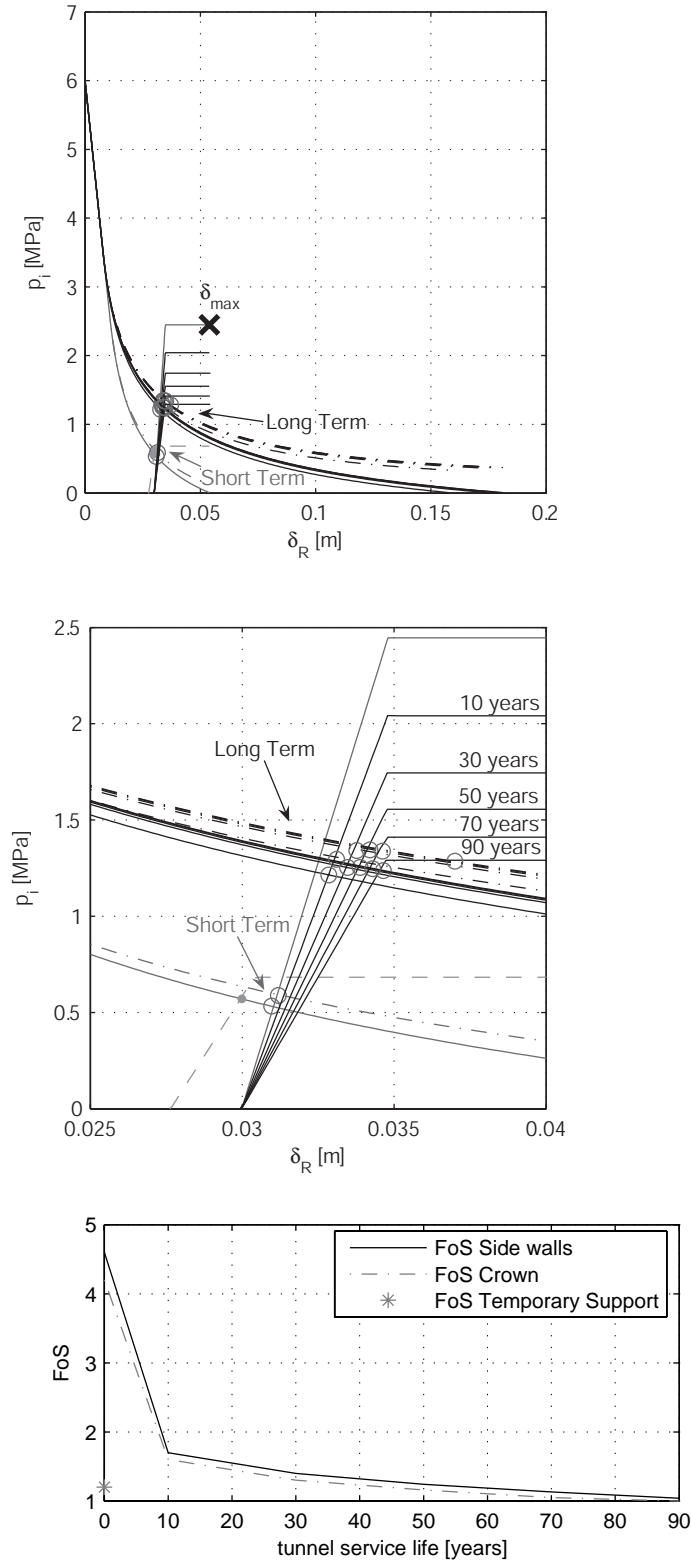 7
6
5
4
3
2
1
0
p_i [MPa]
δ_max
Long Term
Short Term
0 0.05 0.1 0.15 0.2
δ_R [m]
2.5
2
1.5
1
0.5
0
p_i [MPa]
10 years
30 years
50 years
70 years
90 years
Long Term
Short Term
0.025 0.03 0.035 0.04
δ_R [m]
5
4
3
2
1
FoS
FoS Side walls
FoS Crown
FoS Temporary Support
0 10 20 30 40 50 60 70 80 90
tunnel service life [years]